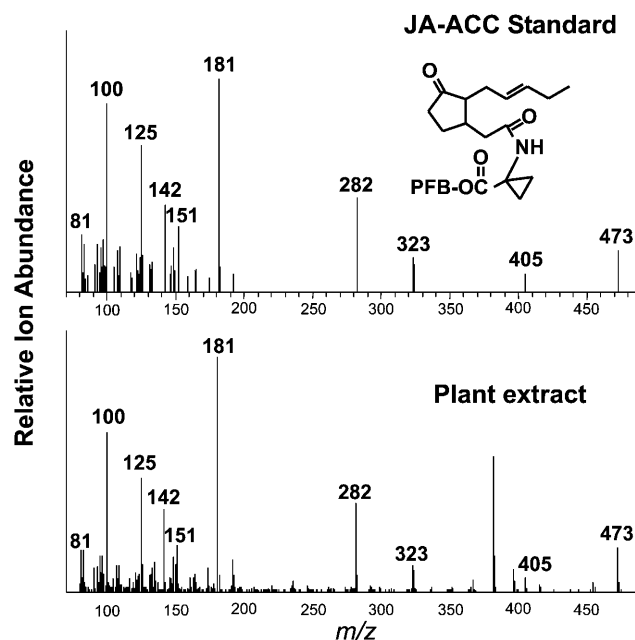 JA-ACC Standard
181
100
125
142
151
81
282
323
405
473
O
O
NH
O
PFB-OC
100 150 200 250 300 350 400 450
Relative Ion Abundance
181
Plant extract
100
125
142
151
81
282
323
405
473
100 150 200 250 300 350 400 450
m/z